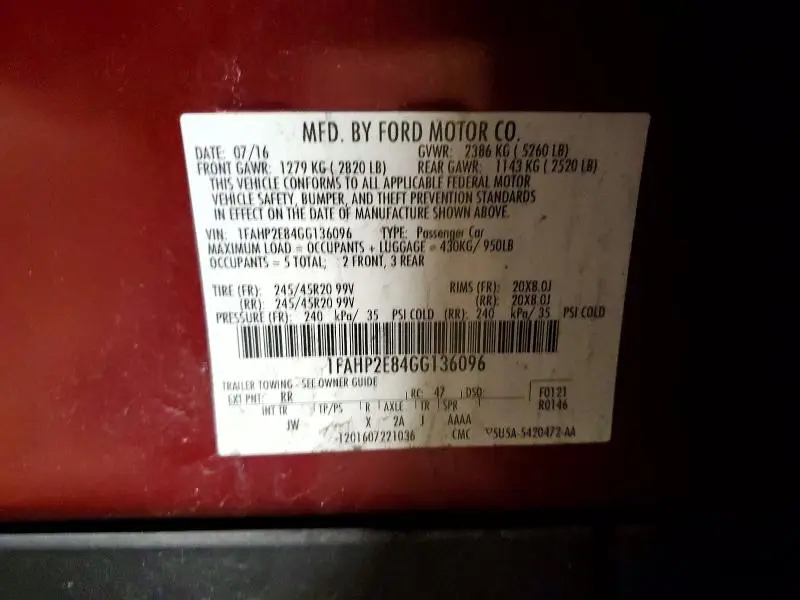 MFD. BY FORD MOTOR CO.
DATE: 07/16 GVWR: 2386 KG ( 5260 LB)
FRONT GAWR: 1279 KG ( 2820 LB) REAR GAWR: 1143 KG ( 2520 LB)
THIS VEHICLE CONFORMS TO ALL APPLICABLE FEDERAL MOTOR
VEHICLE SAFETY, BUMPER, AND THEFT PREVENTION STANDARDS
IN EFFECT ON THE DATE OF MANUFACTURE SHOWN ABOVE.
VIN: 1FAHP2E84GG136096 TYPE: Passenger Car
MAXIMUM LOAD = OCCUPANTS + LUGGAGE = 430KG/ 950LB
OCCUPANTS = 5 TOTAL; 2 FRONT, 3 REAR
TIRE (FR): 245/45R20 99V RIMS (FR): 20X8.0J
(RR): 245/45R20 99V (RR): 20X8.0J
PRESSURE (FR): 240 kPa/ 35 PSI COLD (RR): 240 kPa/ 35 PSI COLD
1FAHP2E84GG136096
TRAILER TOWING - SEE OWNER GUIDE
EXT PNT: RR RC: 47 DSO: F0121
INT TR TP/PS R AXLE TR SPR R0146
JW X 2A J AAAA
1201607221036 CMC 5U5A-5420472-AA